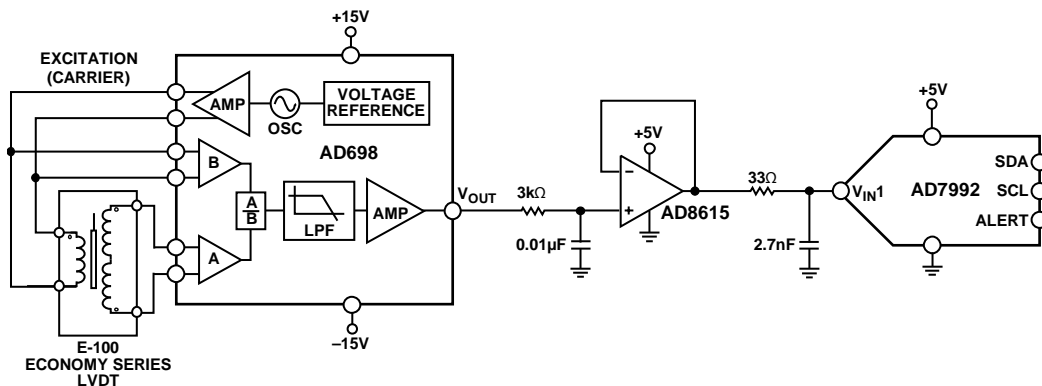 +15V
EXCITATION
(CARRIER)
AMP
OSC
VOLTAGE
REFERENCE
AD698
B
A
B
LPF
AMP
A
VOUT
–15V
E-100
ECONOMY SERIES
LVDT
3kΩ
0.01µF
+5V
–
+
AD8615
33Ω
2.7nF
+5V
VIN1
AD7992
SDA
SCL
ALERT